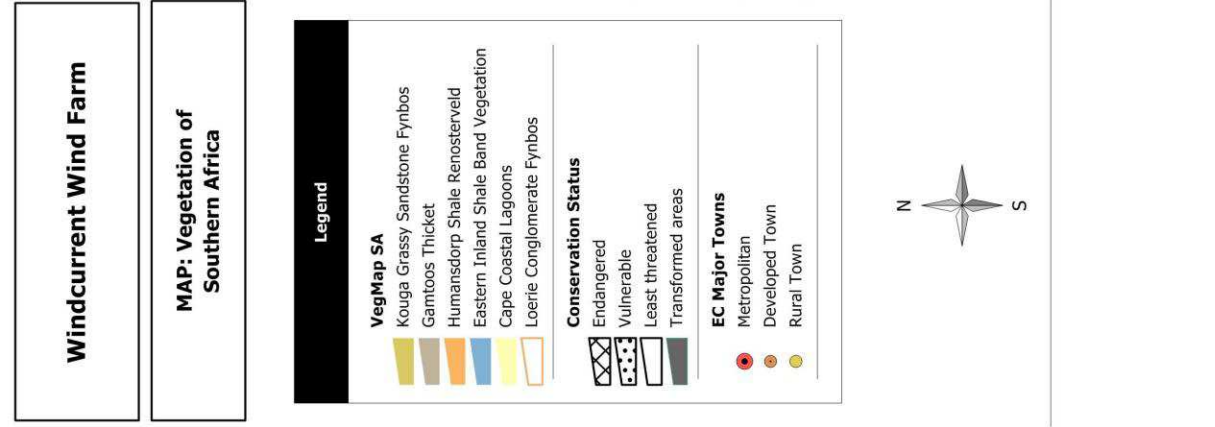 Windcurrent Wind Farm
MAP: Vegetation of
Southern Africa
Legend
VegMap SA
Kouga Grassy Sandstone Fynbos
Gamtoos Thicket
Humansdorp Shale Renosterveld
Eastern Inland Shale Band Vegetation
Cape Coastal Lagoons
Loerie Conglomerate Fynbos
Conservation Status
Endangered
Vulnerable
Least threatened
Transformed areas
EC Major Towns
Metropolitan
Developed Town
Rural Town
N
S